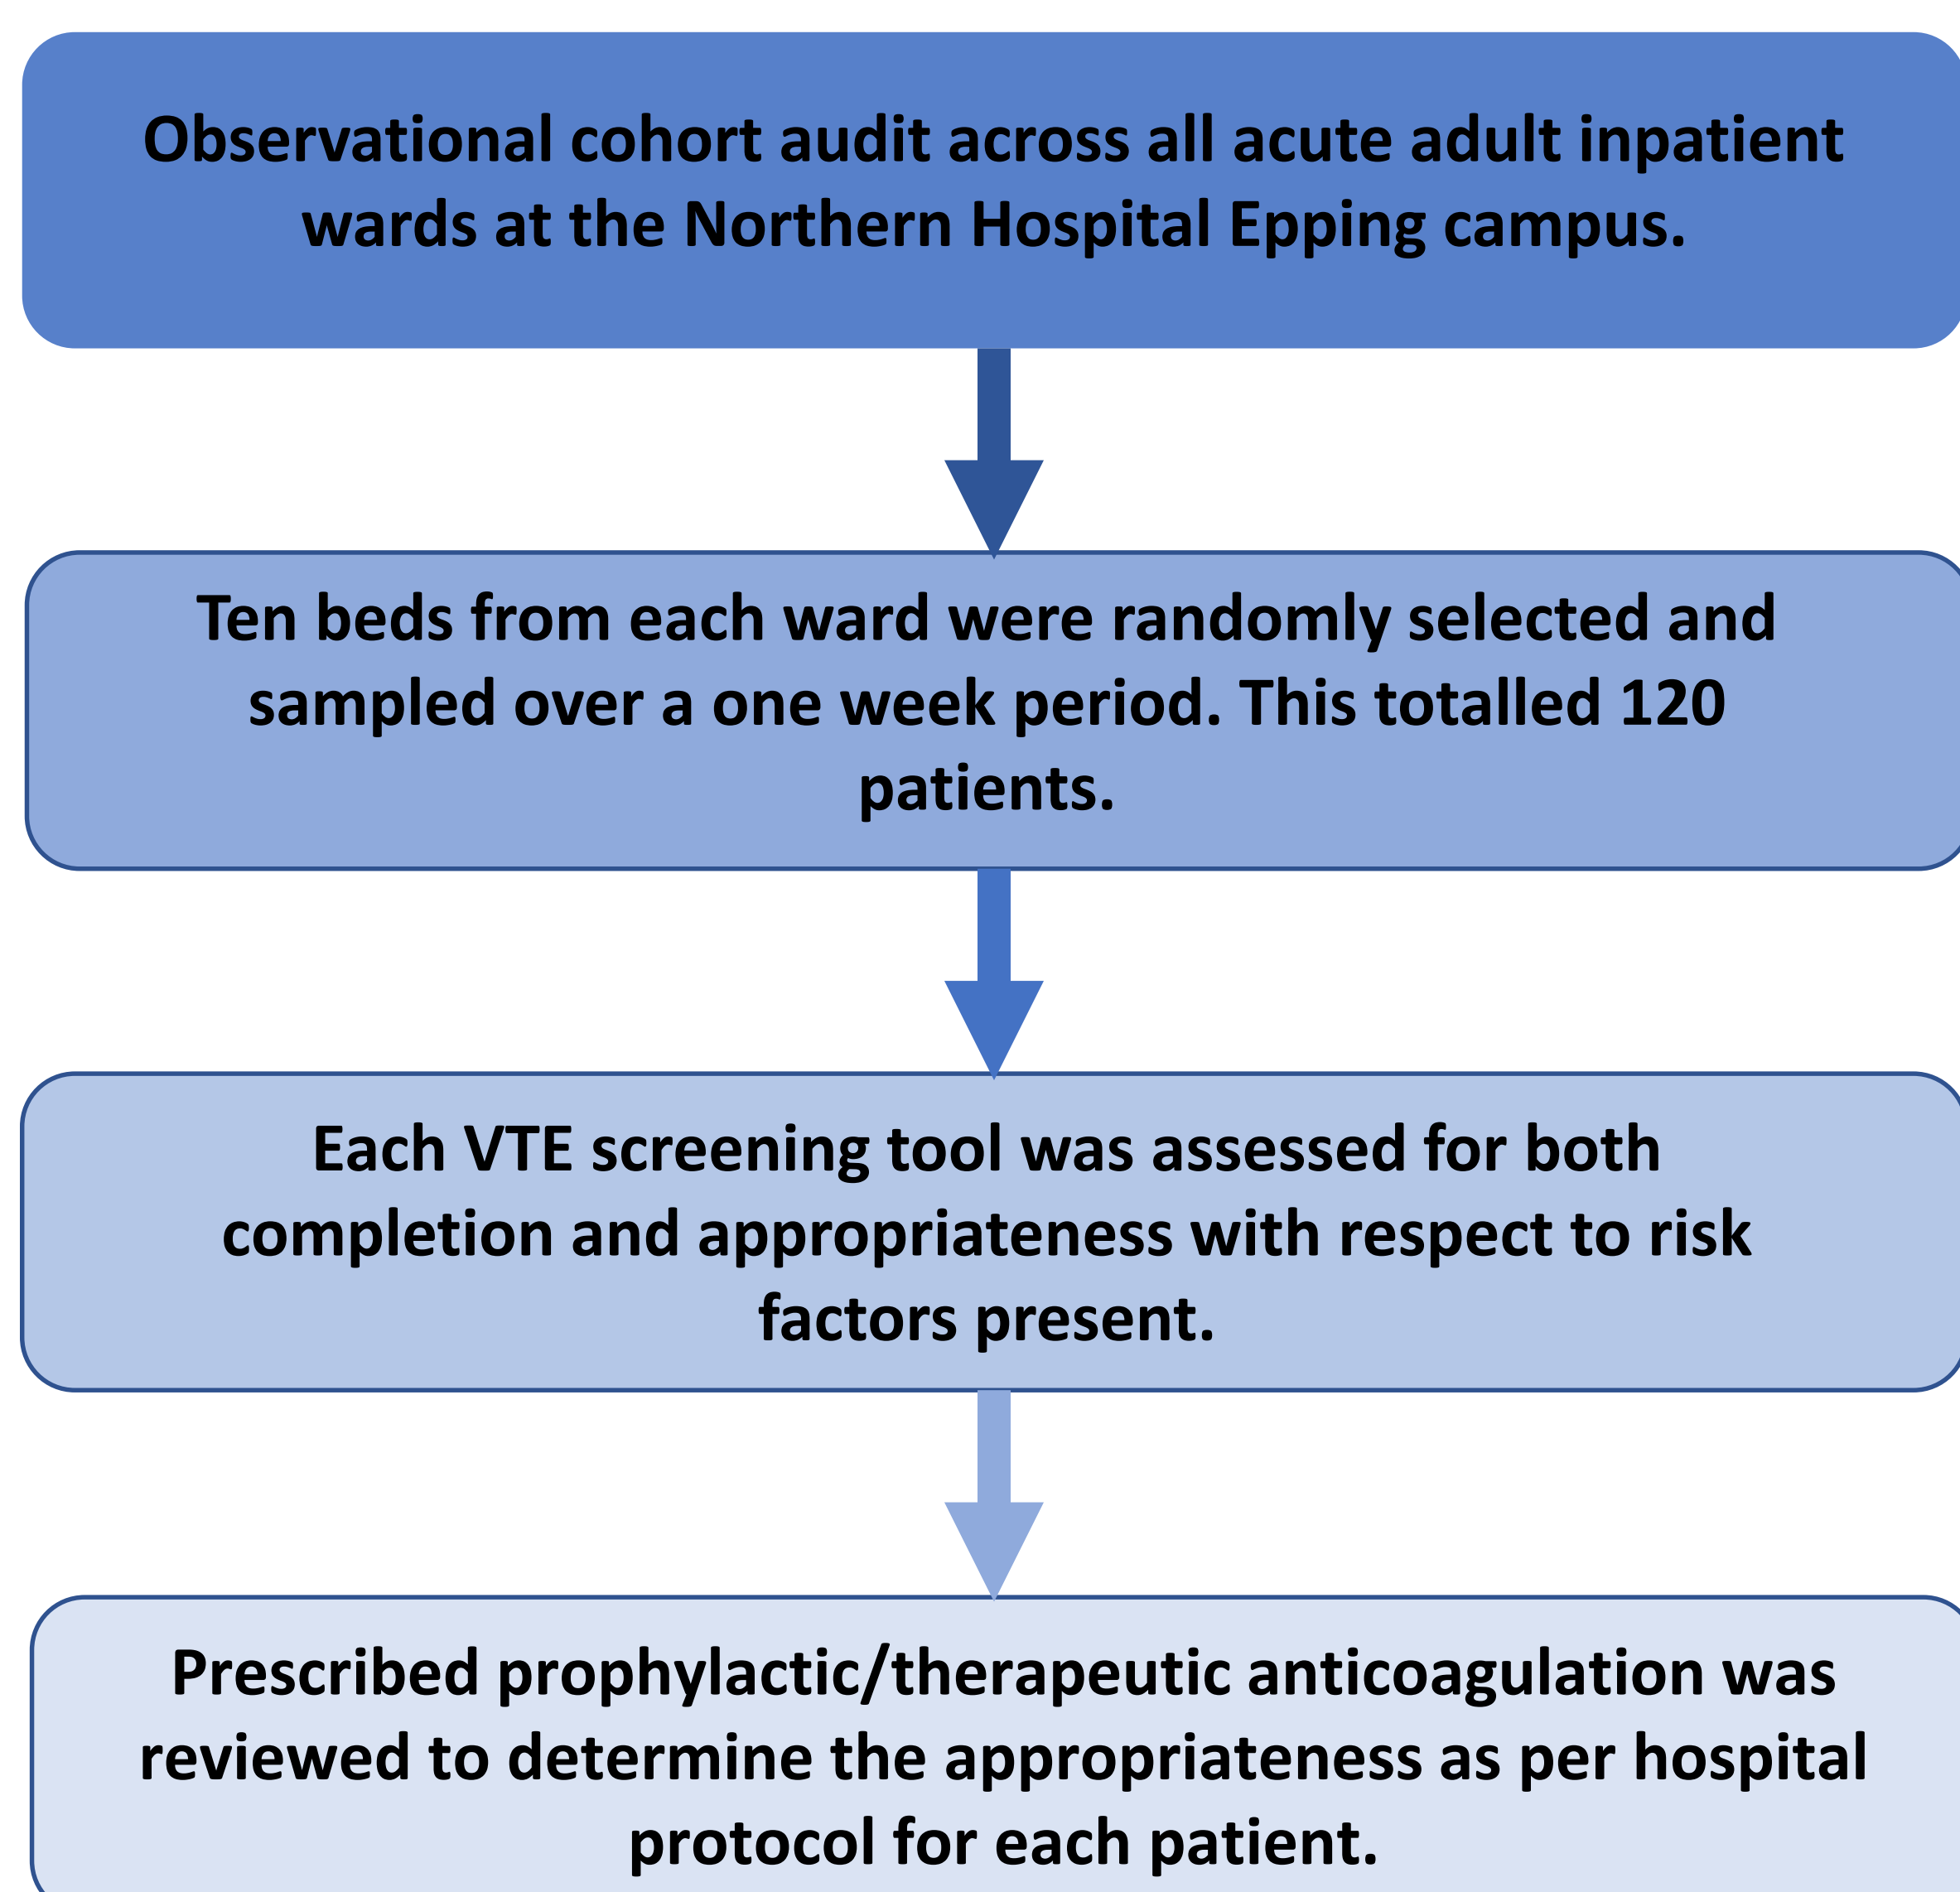 Observational cohort audit across all acute adult inpatient
wards at the Northern Hospital Epping campus.
Ten beds from each ward were randomly selected and
sampled over a one week period. This totalled 120
patients.
Each VTE screening tool was assessed for both
completion and appropriateness with respect to risk
factors present.
Prescribed prophylactic/therapeutic anticoagulation was
reviewed to determine the appropriateness as per hospital
protocol for each patient.